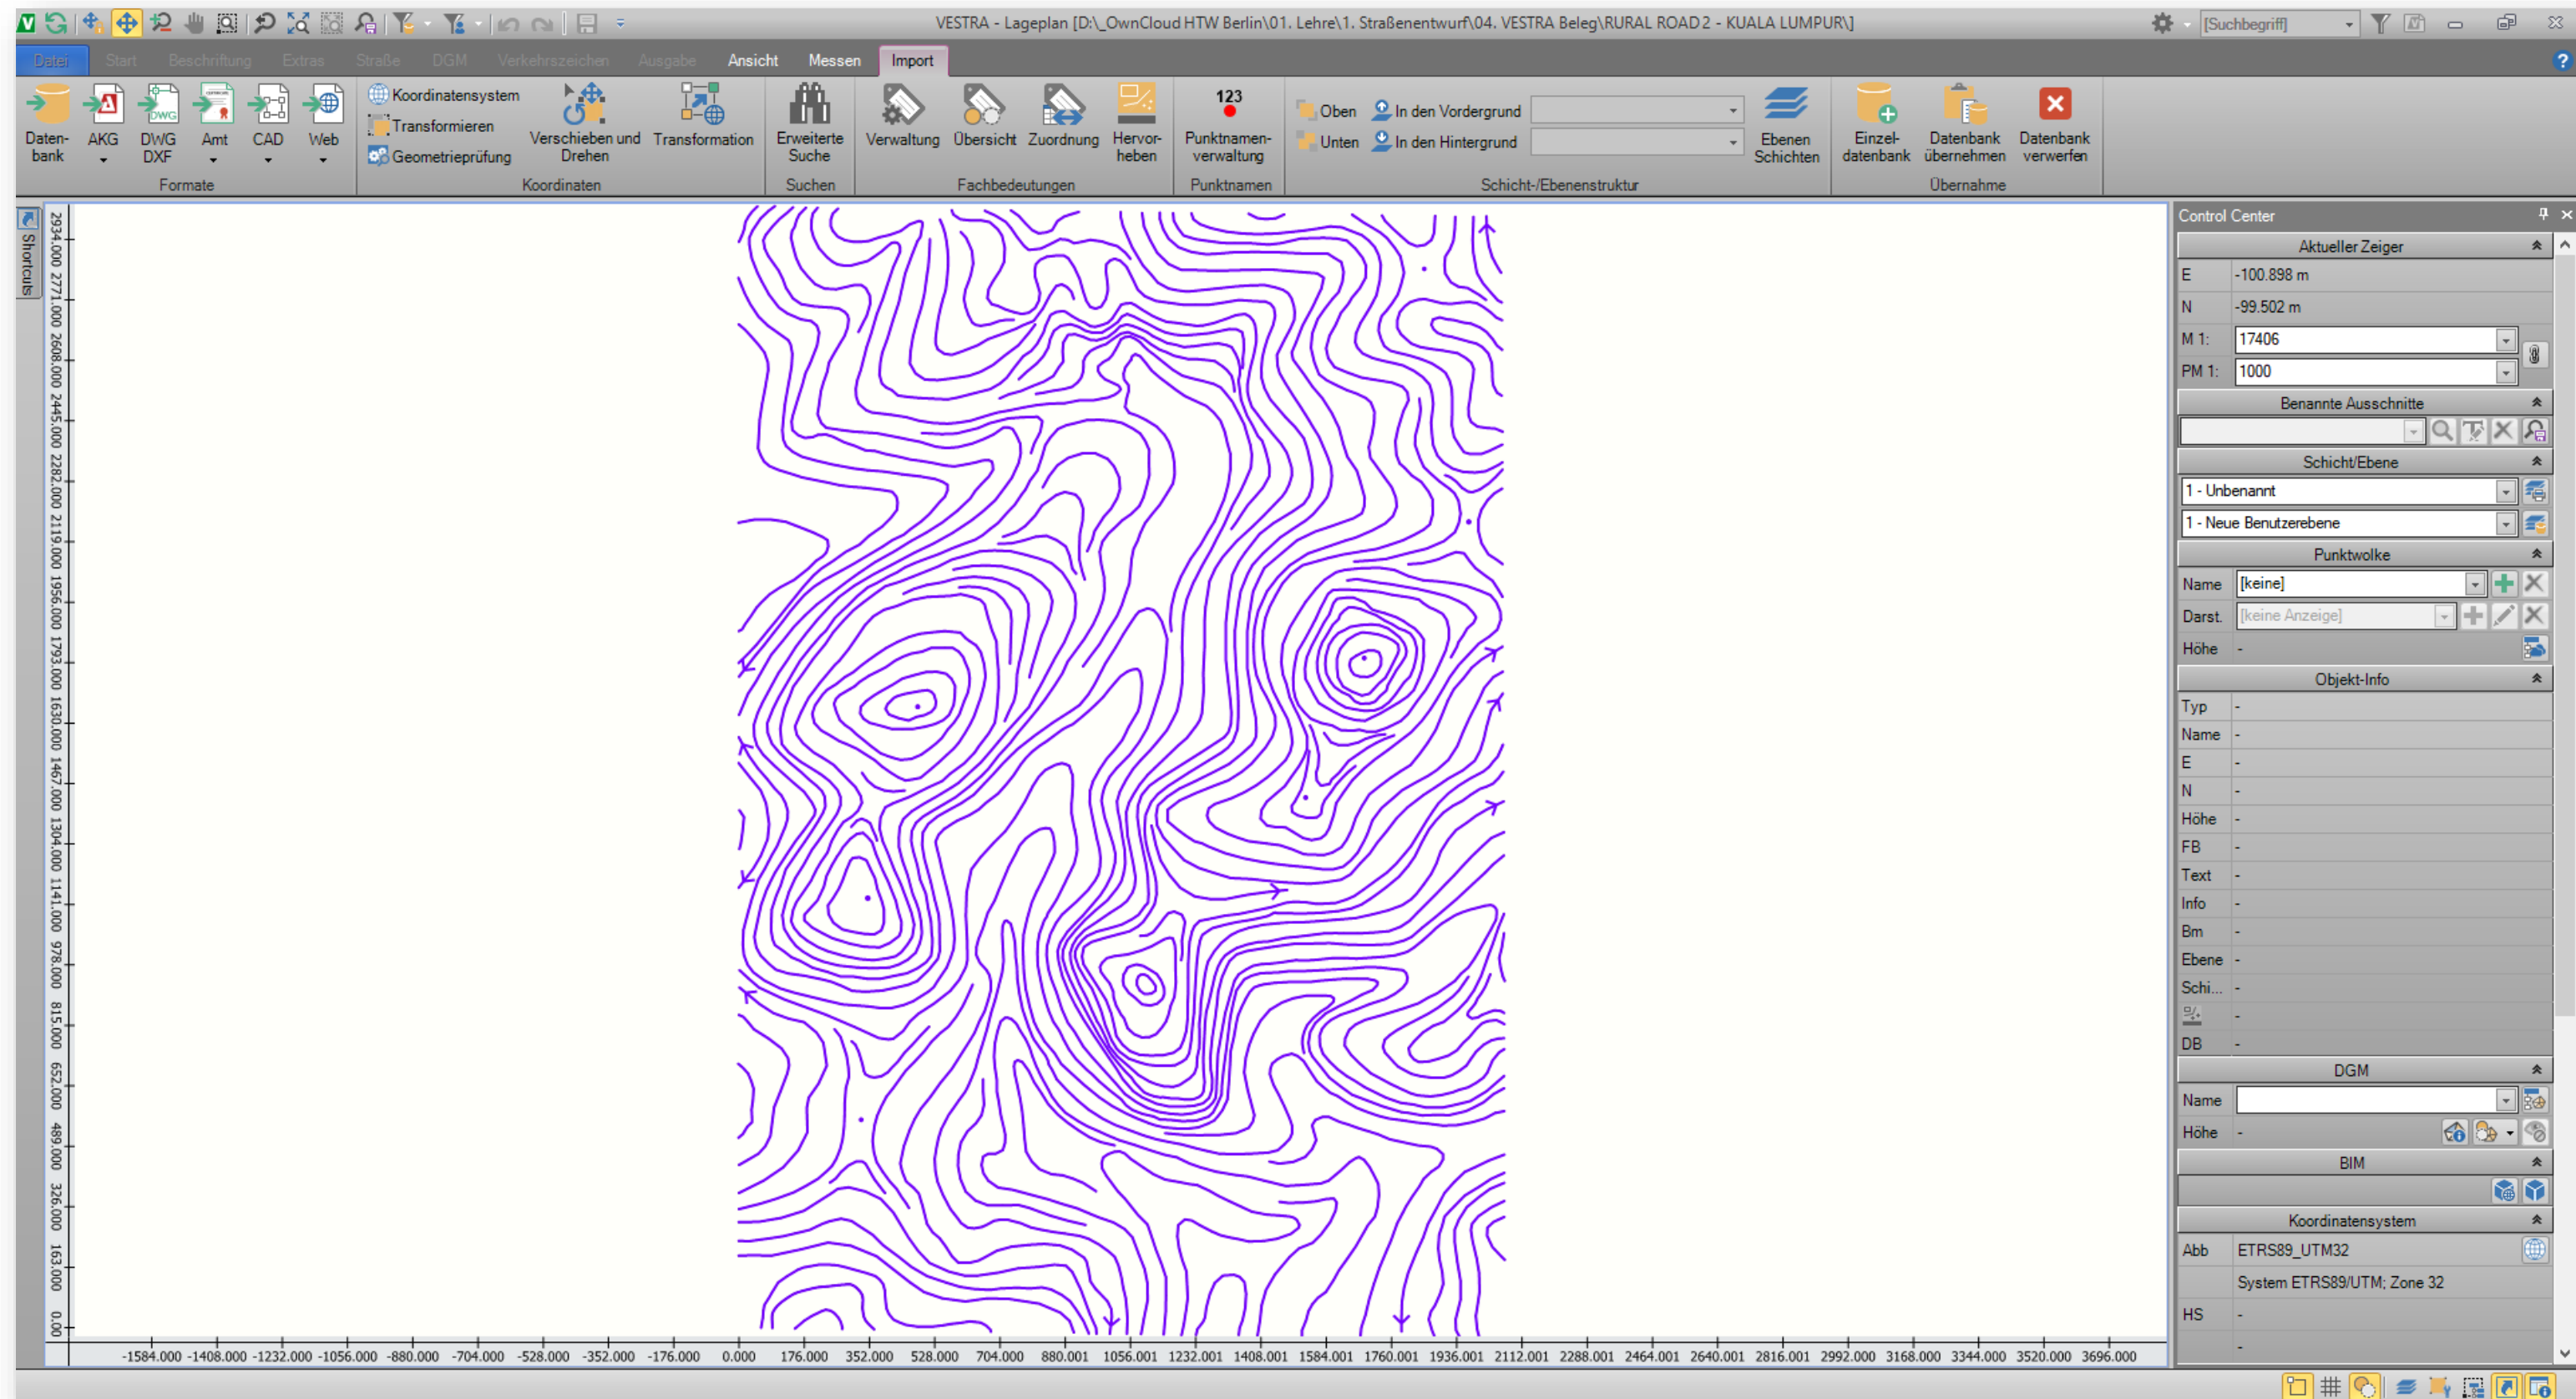 VESTRA - Lageplan [D:\_OwnCloud HTW Berlin\01. Lehre\1. Straßenentwurf\04. VESTRA Beleg\RURAL ROAD 2 - KUALA LUMPUR\]
[Suchbegriff]
Datei Start Beschriftung Extras Straße DGM Verkehrszeichen Ausgabe Ansicht Messen Import
Daten-
bank
AKG
DWG
DXF
Amt
CAD
Web
Formate
Koordinatensystem
Transformieren
Geometrieprüfung
Verschieben und
Drehen
Transformation
Koordinaten
Erweiterte
Suche
Suchen
Verwaltung
Übersicht
Zuordnung
Hervor-
heben
Fachbedeutungen
123
Punktnamen-
verwaltung
Punktnamen
Oben
In den Vordergrund
Unten
In den Hintergrund
Ebenen
Schichten
Schicht-/Ebenenstruktur
Einzel-
datenbank
Datenbank
übernehmen
Datenbank
verwerfen
Übernahme
Shortcuts
2934.000
2771.000
2608.000
2445.000
2282.000
2119.000
1956.000
1793.000
1630.000
1467.000
1304.000
1141.000
978.000
815.000
652.000
489.000
326.000
163.000
0.00
-1584.000 -1408.000 -1232.000 -1056.000 -880.000 -704.000 -528.000 -352.000 -176.000 0.000 176.000 352.000 528.000 704.000 880.001 1056.001 1232.001 1408.001 1584.001 1760.001 1936.001 2112.001 2288.001 2464.001 2640.001 2816.001 2992.000 3168.000 3344.000 3520.000 3696.000
Control Center
Aktueller Zeiger
E -100.898 m
N -99.502 m
M 1: 17406
PM 1: 1000
Benannte Ausschnitte
Schicht/Ebene
1 - Unbenannt
1 - Neue Benutzerebene
Punktwolke
Name [keine]
Darst. [keine Anzeige]
Höhe -
Objekt-Info
Typ -
Name -
E -
N -
Höhe -
FB -
Text -
Info -
Bm -
Ebene -
Schi... -
-
DB -
DGM
Name
Höhe -
BIM
Koordinatensystem
Abb ETRS89_UTM32
System ETRS89/UTM; Zone 32
HS -
-